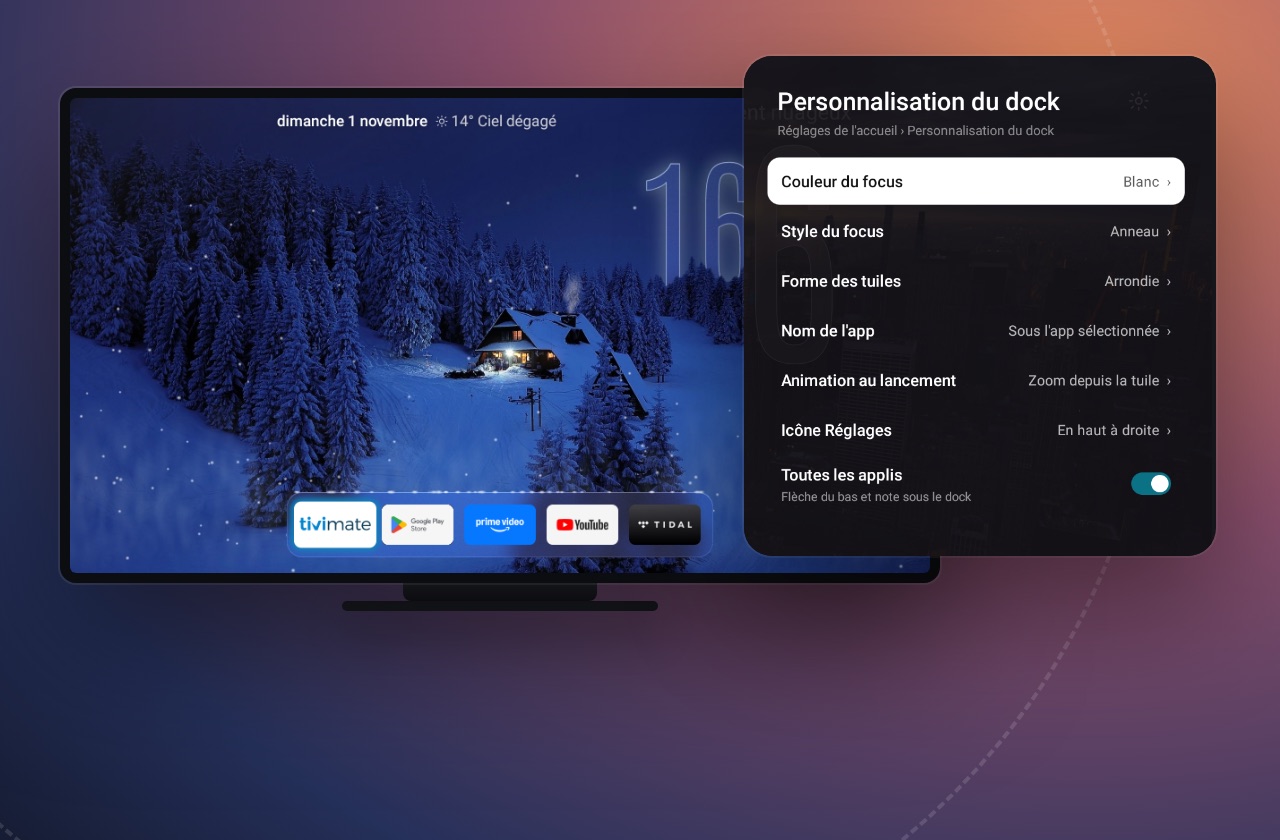 dimanche 1 novembre 14° Ciel dégagé
16
tivimate
Google Play
Store
prime video
YouTube
TIDAL
Personnalisation du dock
nt nuageux
Réglages de l'accueil › Personnalisation du dock
Couleur du focus Blanc ›
Style du focus Anneau ›
Forme des tuiles Arrondie ›
Nom de l'app Sous l'app sélectionnée ›
Animation au lancement Zoom depuis la tuile ›
Icône Réglages En haut à droite ›
Toutes les applis
Flèche du bas et note sous le dock